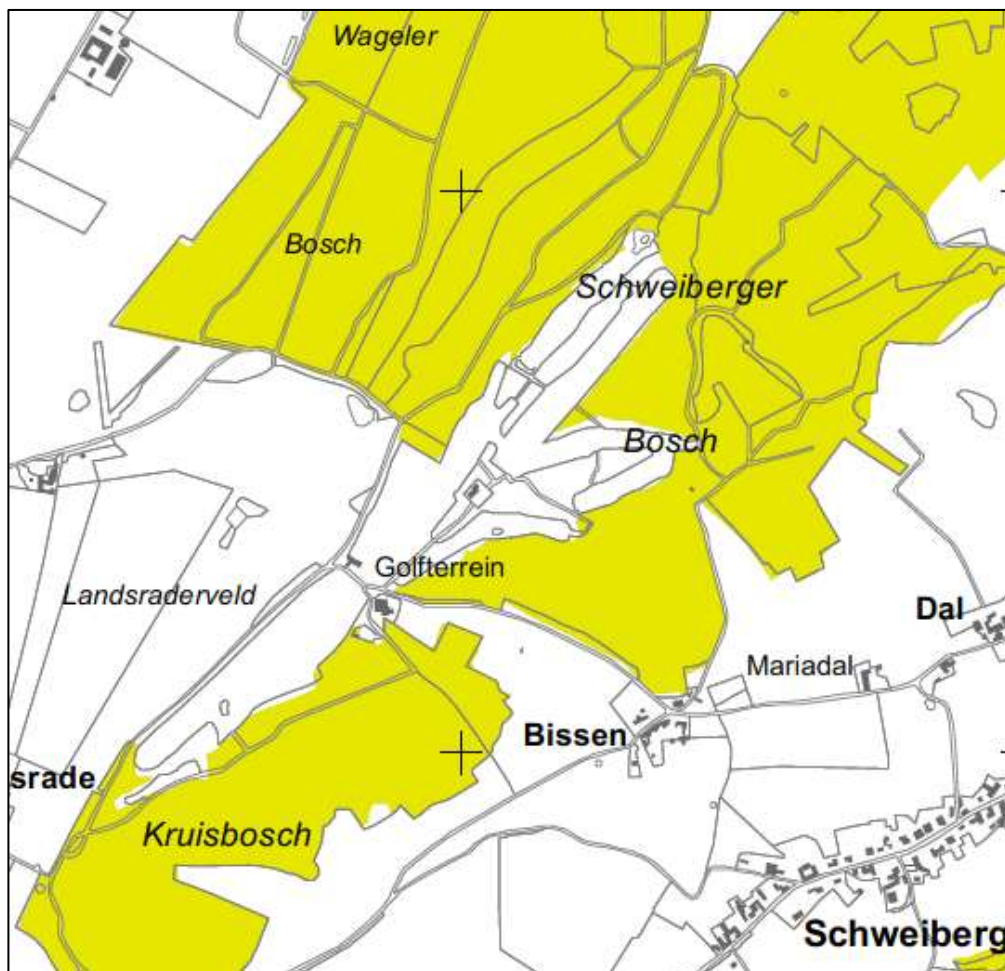 Wageler
Bosch
Schweiberger
Bosch
Golfterrein
Landsraderveld
Dal
Mariadal
Bissen
srade
Kruisbosch
Schweiberg